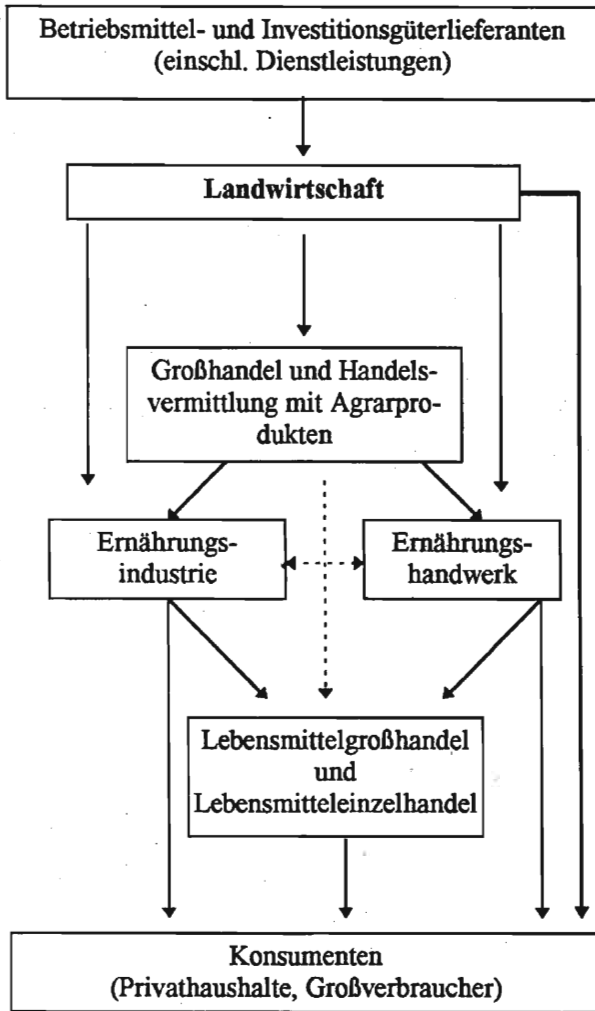 Betriebsmittel- und Investitionsgüterlieferanten
(einschl. Dienstleistungen)
Landwirtschaft
Großhandel und Handels-
vermittlung mit Agrarpro-
dukten
Ernährungs-
industrie
Ernährungs-
handwerk
Lebensmittelgroßhandel
und
Lebensmitteleinzelhandel
Konsumenten
(Privathaushalte, Großverbraucher)